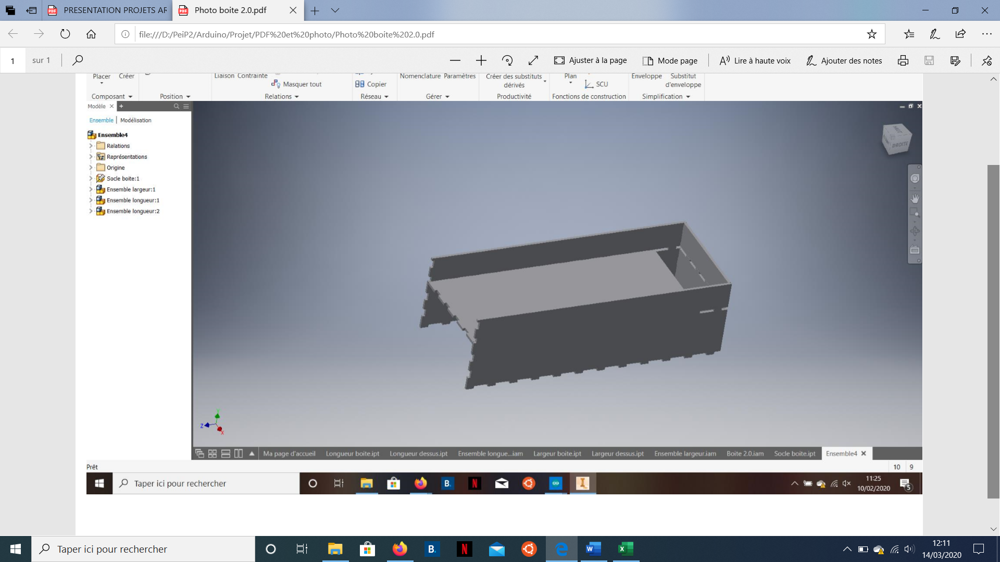 PRESENTATION PROJETS AR
Photo boite 2.0.pdf
file:///D:/PeiP2/Arduino/Projet/PDF%20et%20photo/Photo%20boite%202.0.pdf
1 sur 1
Ajuster à la page
Mode page
Lire à haute voix
Ajouter des notes
Placer Créer
Liaison Contrainte
Masquer tout
Copier
Nomenclature Paramètres
Créer des substituts
dérivés
Plan
SCU
Enveloppe
Substitut
d'enveloppe
Composant Position Relations Réseau Gérer Productivité Fonctions de construction Simplification
Modèle
Ensemble Modélisation
Ensemble4
Relations
Représentations
Origine
Socle boite:1
Ensemble largeur:1
Ensemble longueur:1
Ensemble longueur:2
HAUT
DROITE
Y
Z
X
Ma page d'accueil Longueur boite.ipt Longueur dessus.ipt Ensemble longue...iam Largeur boite.ipt Largeur dessus.ipt Ensemble largeur.iam Boite 2.0.iam Socle boite.ipt Ensemble4
Prêt
10 9
Taper ici pour rechercher
B.
N
I
11:25
10/02/2020
5
Taper ici pour rechercher
B.
N
W
X
12:11
14/03/2020